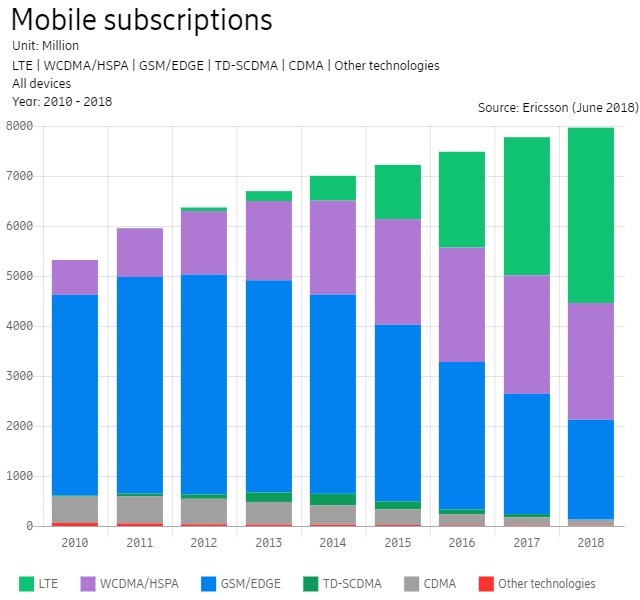 Mobile subscriptions
Unit: Million
LTE | WCDMA/HSPA | GSM/EDGE | TD-SCDMA | CDMA | Other technologies
All devices
Year: 2010 - 2018
Source: Ericsson (June 2018)
8000
7000
6000
5000
4000
3000
2000
1000
0
2010 2011 2012 2013 2014 2015 2016 2017 2018
LTE WCDMA/HSPA GSM/EDGE TD-SCDMA CDMA Other technologies